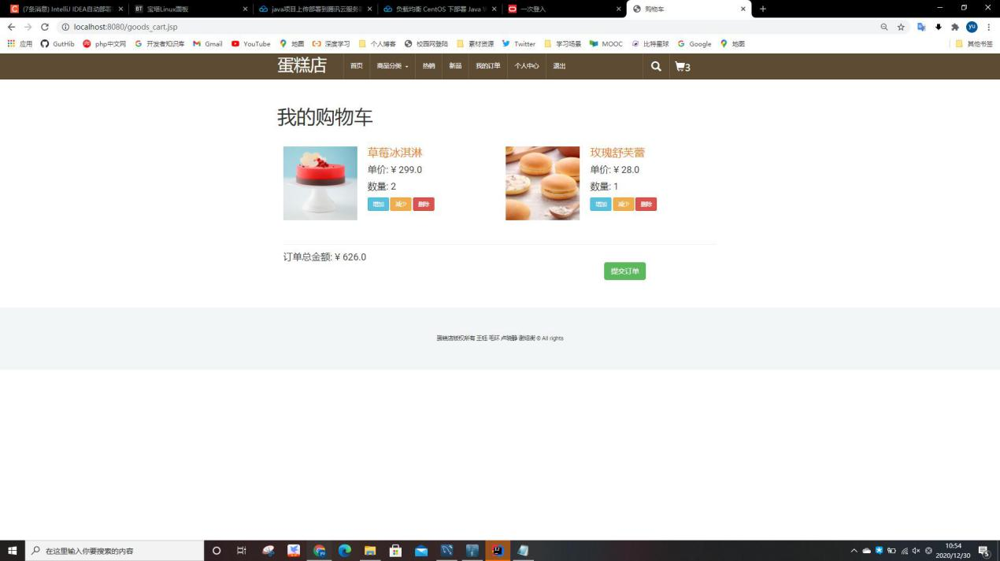 (7条消息) IntelliJ IDEA自动部署 宝塔Linux面板 java项目上传部署到腾讯云服务器 负载均衡 CentOS 下部署 Java 一次登入 购物车
localhost:8080/goods_cart.jsp
应用 GutHib php中文网 开发者知识库 Gmail YouTube 地图 深度学习 个人博客 校园网登陆 素材资源 Twitter 学习场景 MOOC 比特星球 Google 地图 其他书签
蛋糕店 首页 商品分类 热销 新品 我的订单 个人中心 退出 3
我的购物车
草莓冰淇淋
单价: ¥ 299.0
数量: 2
增加 减少 删除
玫瑰舒芙蕾
单价: ¥ 28.0
数量: 1
增加 减少 删除
订单总金额: ¥ 626.0
提交订单
蛋糕店版权所有 王钰 毛环 卢晓静 谢绍衡 © All rights
在这里输入你要搜索的内容
10:54
2020/12/30